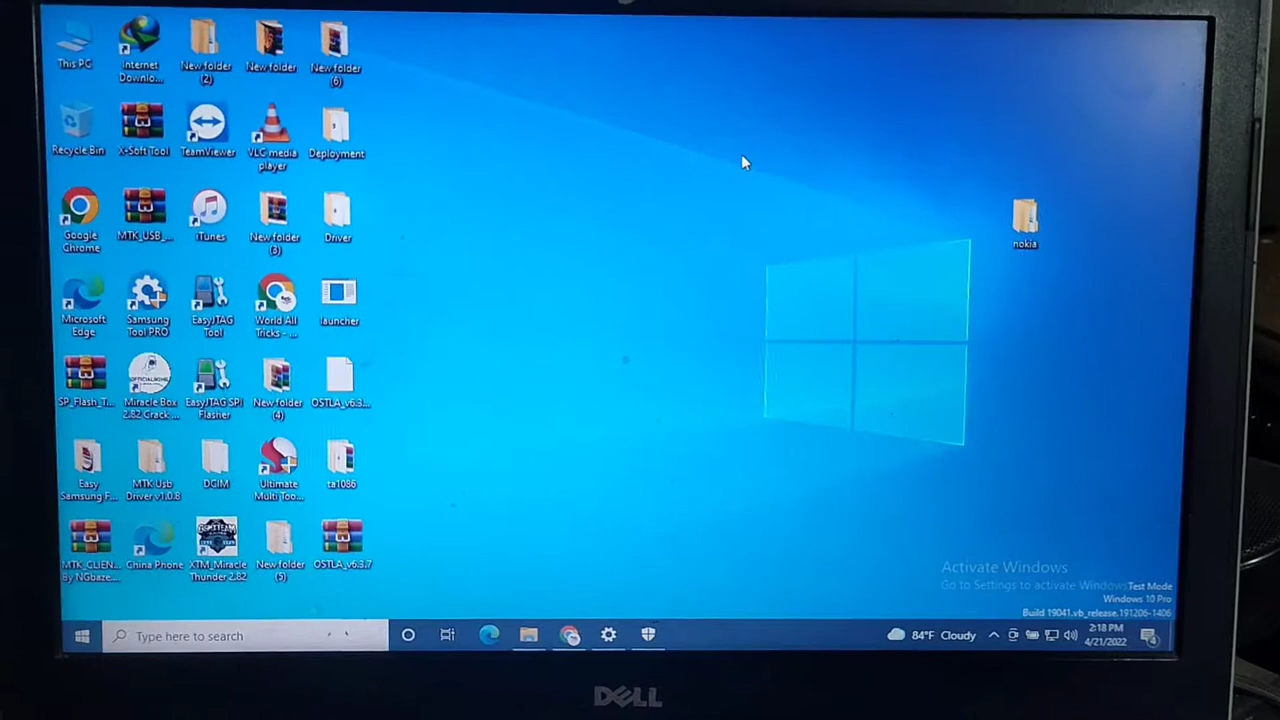 This PC
Internet
Downlo...
New folder
(2)
New folder
New folder
(6)
Recycle Bin
X-Soft Tool
TeamViewer
VLC media
player
Deployment
Google
Chrome
MTK_USB_...
iTunes
New folder
(3)
Driver
Microsoft
Edge
Samsung
Tool PRO
EasyJTAG
Tool
World All
Tricks - ...
launcher
SP_Flash_T...
Miracle Box
2.82 Crack ...
EasyJTAG SPI
Flasher
New folder
(4)
OSTLA_v6.3...
Easy
Samsung F...
MTK Usb
Driver v1.0.8
DGIM
Ultimate
Multi Too...
ta1086
MTK_CLIEN...
By NGbaze...
China Phone
XTM_Miracle
Thunder 2.82
New folder
(5)
OSTLA_v6.3.7
nokia
Activate Windows
Go to Settings to activate Windows
Test Mode
Windows 10 Pro
Build 19041.vb_release.191206-1406
Type here to search
84°F Cloudy
2:18 PM
4/21/2022
4
DELL